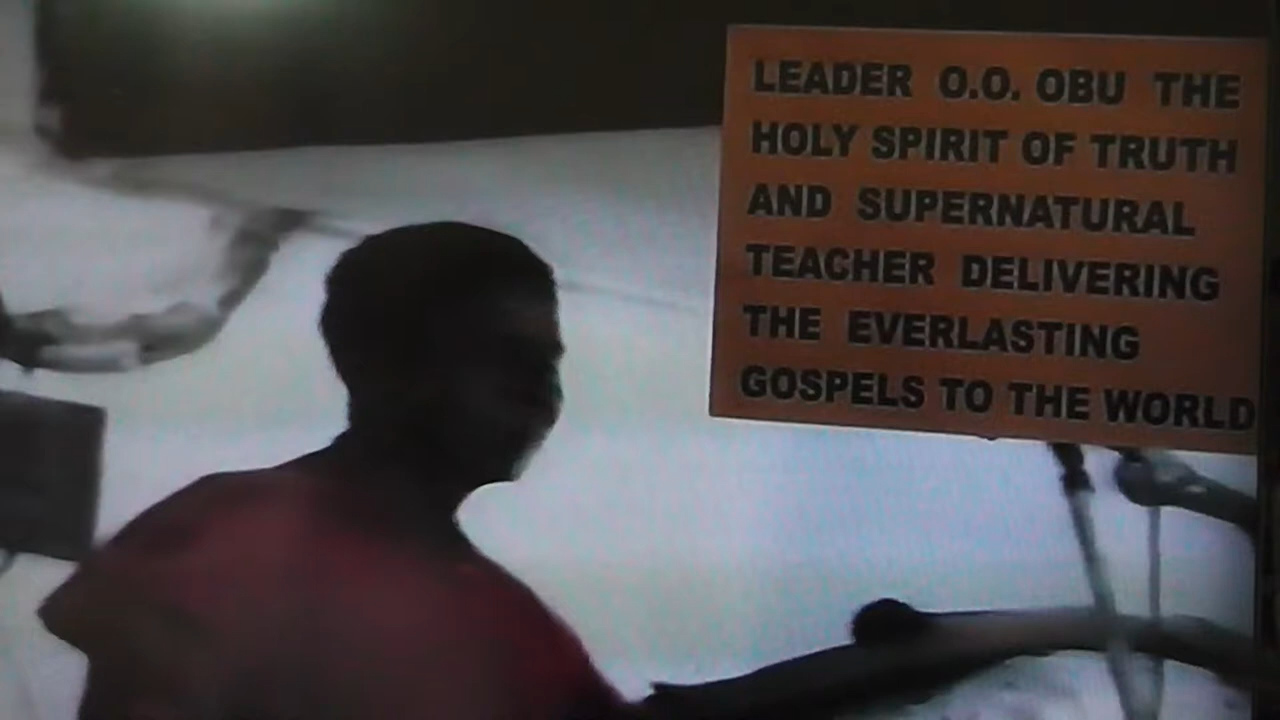 LEADER O.O. OBU THE
HOLY SPIRIT OF TRUTH
AND SUPERNATURAL
TEACHER DELIVERING
THE EVERLASTING
GOSPELS TO THE WORLD